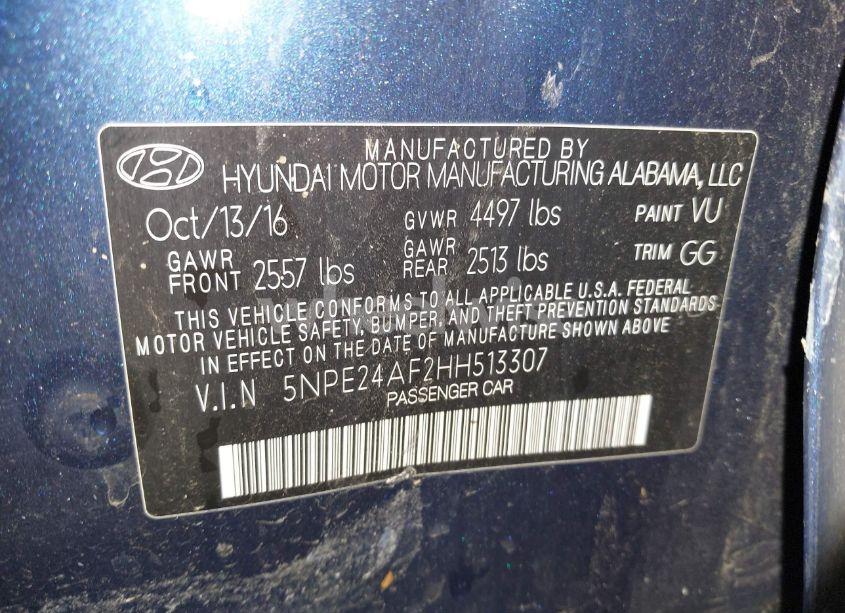 MANUFACTURED BY
HYUNDAI MOTOR MANUFACTURING ALABAMA, LLC
Oct/13/16 GVWR 4497 lbs PAINT VU
GAWR FRONT 2557 lbs GAWR REAR 2513 lbs TRIM GG
THIS VEHICLE CONFORMS TO ALL APPLICABLE U.S.A. FEDERAL
MOTOR VEHICLE SAFETY, BUMPER, AND THEFT PREVENTION STANDARDS
IN EFFECT ON THE DATE OF MANUFACTURE SHOWN ABOVE
V.I.N 5NPE24AF2HH513307
PASSENGER CAR